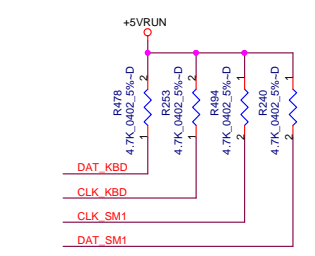 +5VRUN
R478
4.7K_0402_5%~D
2
1
R253
4.7K_0402_5%~D
2
1
R494
4.7K_0402_5%~D
1
2
R240
4.7K_0402_5%~D
1
2
DAT_KBD
CLK_KBD
CLK_SM1
DAT_SM1